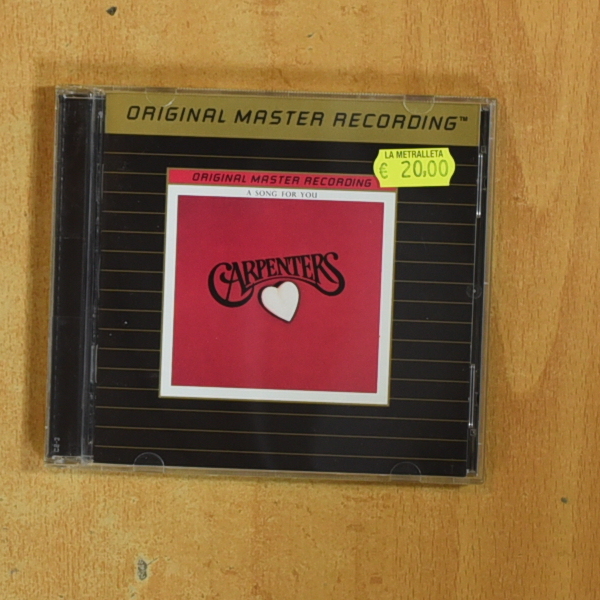 ORIGINAL MASTER RECORDING™
LA METRALLETA
€ 20,00
ORIGINAL MASTER RECORDING
A SONG FOR YOU
CARPENTERS